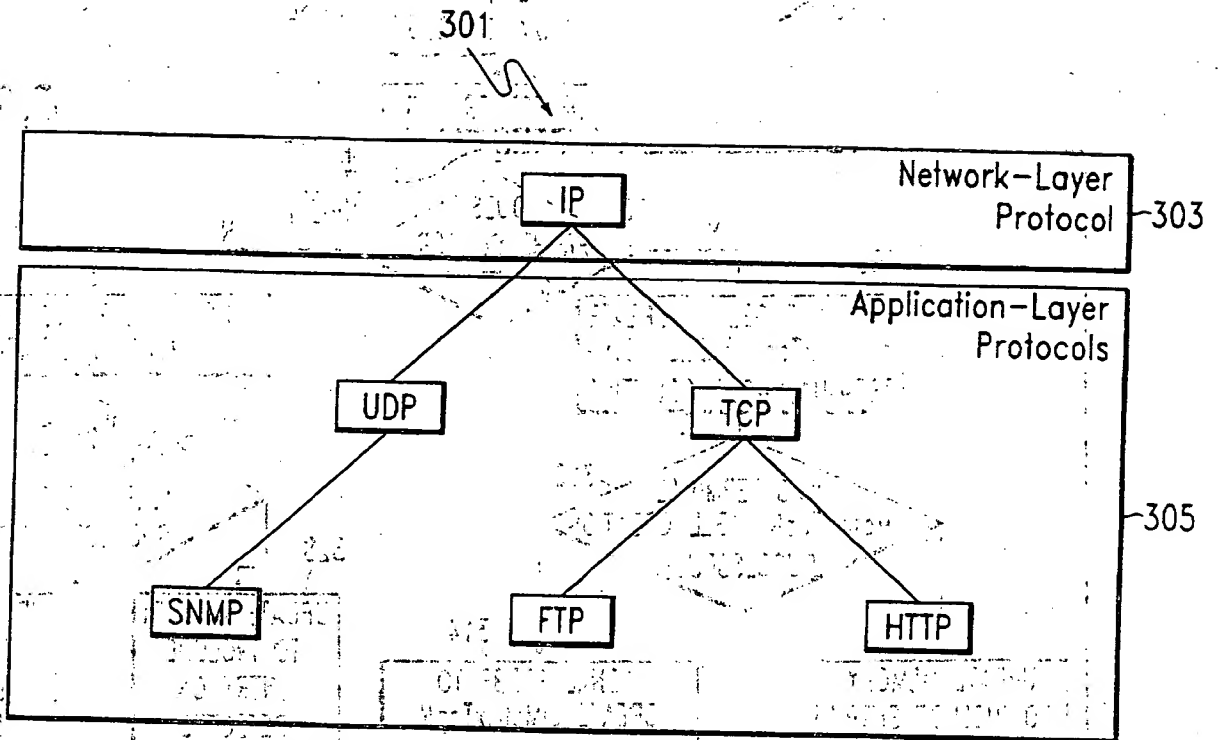 301
IP
Network-Layer
Protocol
303
Application-Layer
Protocols
UDP
TCP
305
SNMP
FTP
HTTP